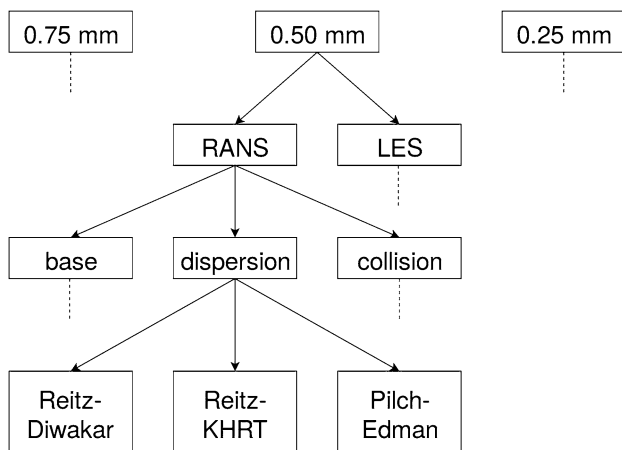 0.75 mm
0.50 mm
0.25 mm
RANS
LES
base
dispersion
collision
Reitz-
Diwakar
Reitz-
KHRT
Pilch-
Edman